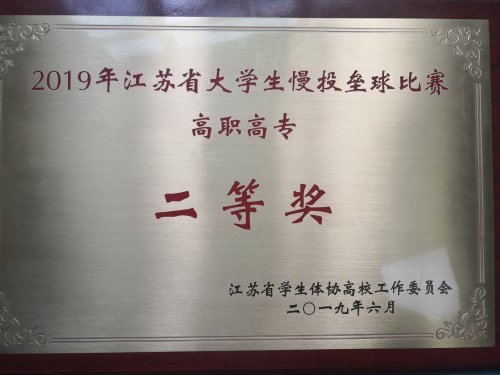 2019年江苏省大学生慢投垒球比赛
高职高专
二等奖
江苏省学生体协高校工作委员会
二〇一九年六月